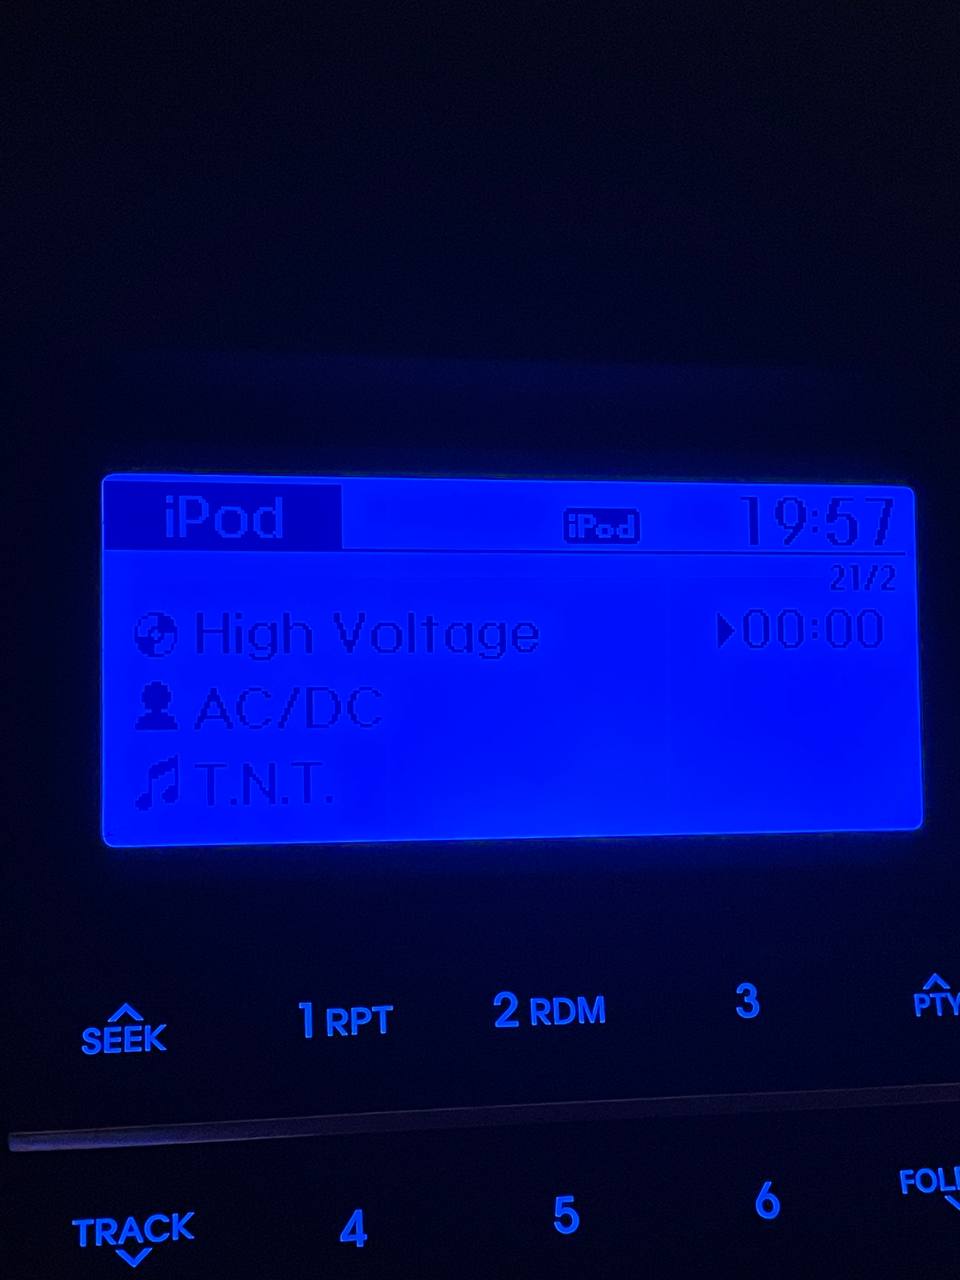 iPod iPod 19:57
21/2
High Voltage 00:00
AC/DC
T.N.T.
SEEK 1 RPT 2 RDM 3 PTY
TRACK 4 5 6